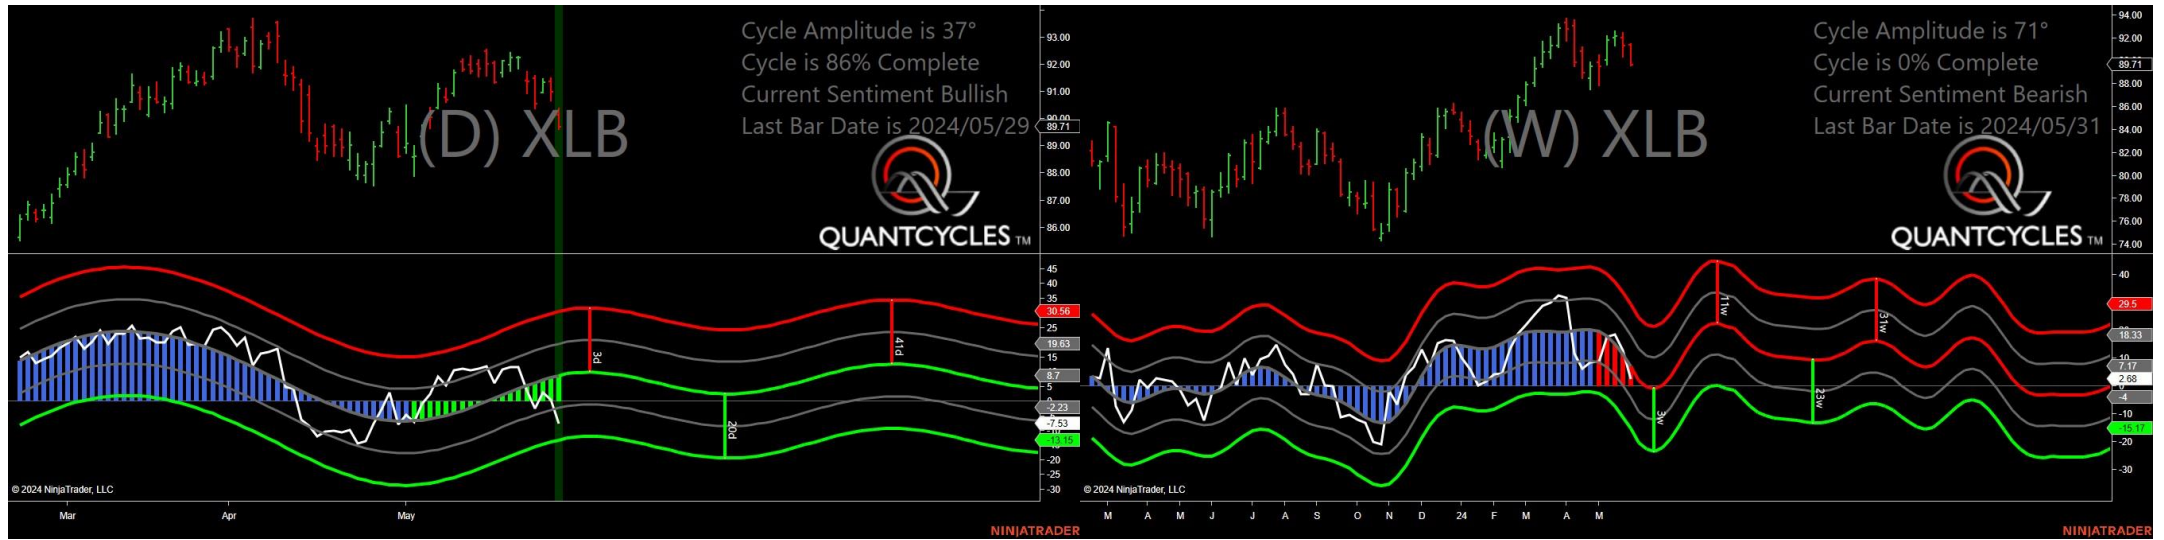 Cycle Amplitude is 37°
Cycle is 86% Complete
Current Sentiment Bullish
Last Bar Date is 2024/05/29
(D) XLB
QUANTCYCLES TM
93.00
92.00
91.00
89.71
89.00
88.00
87.00
86.00
45
40
35
30.56
25
19.63
15
8.7
5
-2.23
-7.53
-13.15
-20
-25
-30
3d
20d
41d
© 2024 NinjaTrader, LLC
Mar Apr May
NINJATRADER
Cycle Amplitude is 71°
Cycle is 0% Complete
Current Sentiment Bearish
Last Bar Date is 2024/05/31
(W) XLB
QUANTCYCLES TM
94.00
92.00
89.71
88.00
86.00
84.00
82.00
80.00
78.00
76.00
74.00
40
29.5
18.33
10
7.17
2.68
-4
-10
-15.17
-20
-30
3w
11w
23w
31w
© 2024 NinjaTrader, LLC
M A M J J A S O N D 24 F M A M
NINJATRADER